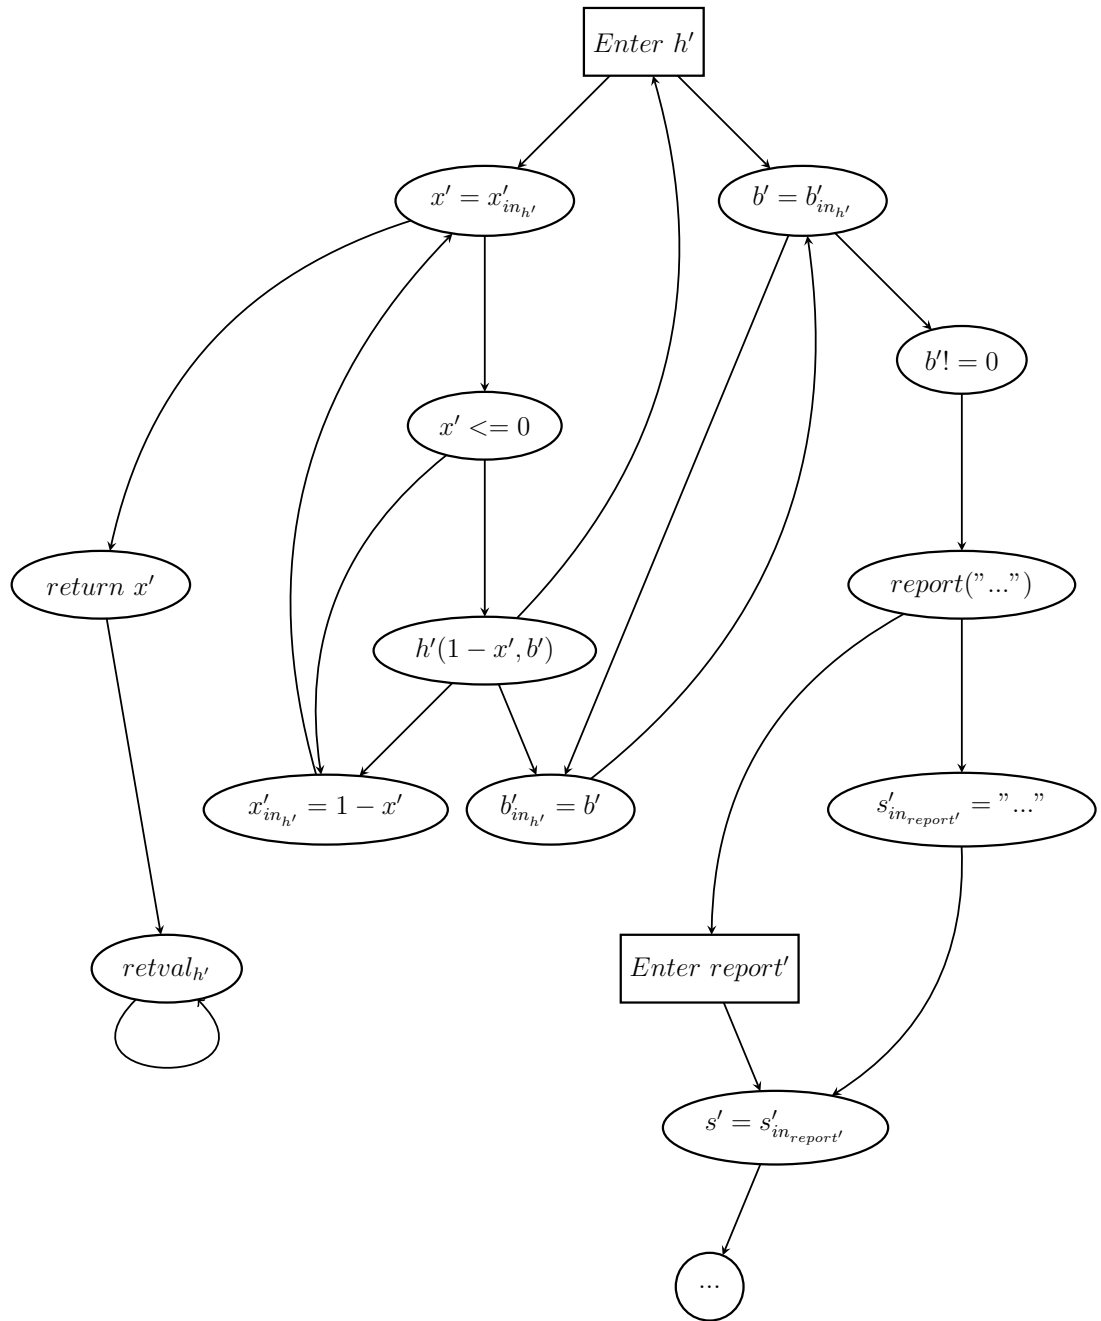 Enter h′
x′ = x′_{in_{h′}}
b′ = b′_{in_{h′}}
b′! = 0
x′ <= 0
return x′
report("...")
h′(1 − x′, b′)
x′_{in_{h′}} = 1 − x′
b′_{in_{h′}} = b′
s′_{in_{report′}} = "..."
retval_{h′}
Enter report′
s′ = s′_{in_{report′}}
...